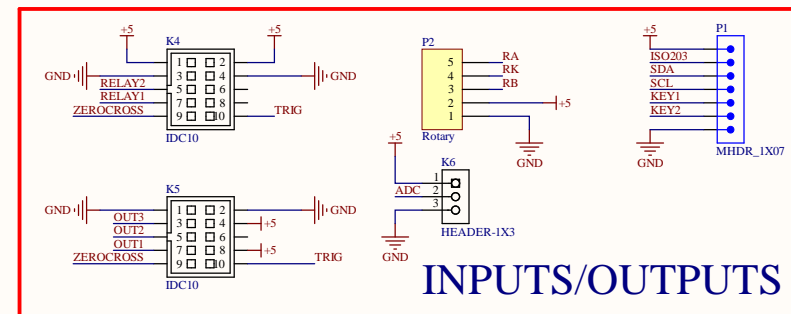 +5 K4 +5
1 2
GND 3 4 GND
RELAY2 5 6
RELAY1 7 8
ZEROCROSS 9 10 TRIG
IDC10
K5
GND 1 2 GND
OUT3 3 4 +5
OUT2 5 6
OUT1 7 8 +5
ZEROCROSS 9 10 TRIG
IDC10
P2
5 RA
4 RK
3 RB
2 +5
1
Rotary
GND
+5
K6
1
ADC 2
3
HEADER-1X3
GND
+5 P1
ISO203
SDA
SCL
KEY1
KEY2
MHDR_1X07
GND
INPUTS/OUTPUTS